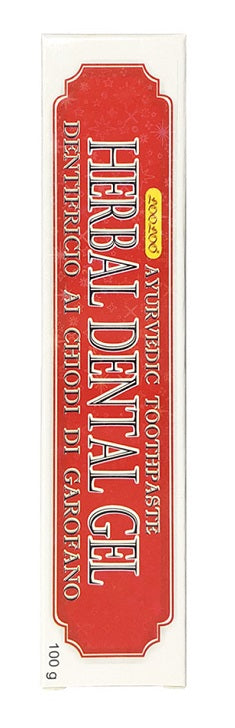 AYURVEDIC TOOTHPASTE
HERBAL DENTAL GEL
DENTIFRICIO AI CHIODI DI GAROFANO
100 g